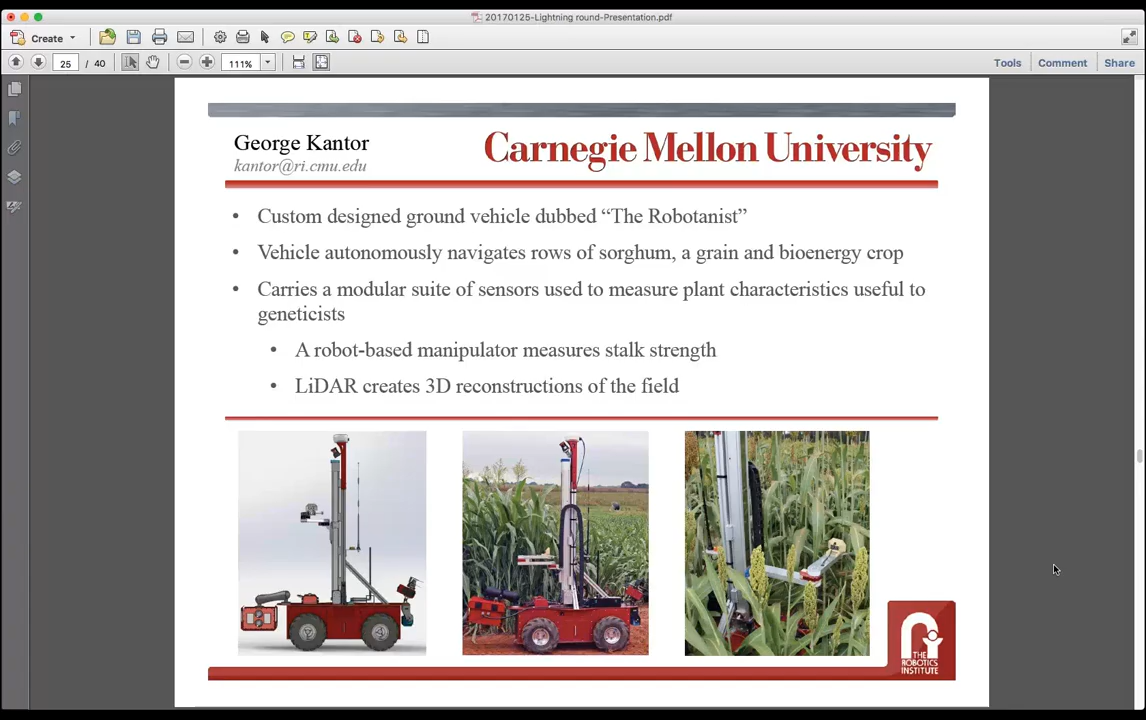 20170125-Lightning round-Presentation.pdf
Create
25 / 40
111%
Tools Comment Share
George Kantor
kantor@ri.cmu.edu
Carnegie Mellon University
• Custom designed ground vehicle dubbed “The Robotanist”
• Vehicle autonomously navigates rows of sorghum, a grain and bioenergy crop
• Carries a modular suite of sensors used to measure plant characteristics useful to
geneticists
• A robot-based manipulator measures stalk strength
• LiDAR creates 3D reconstructions of the field
THE
ROBOTICS
INSTITUTE